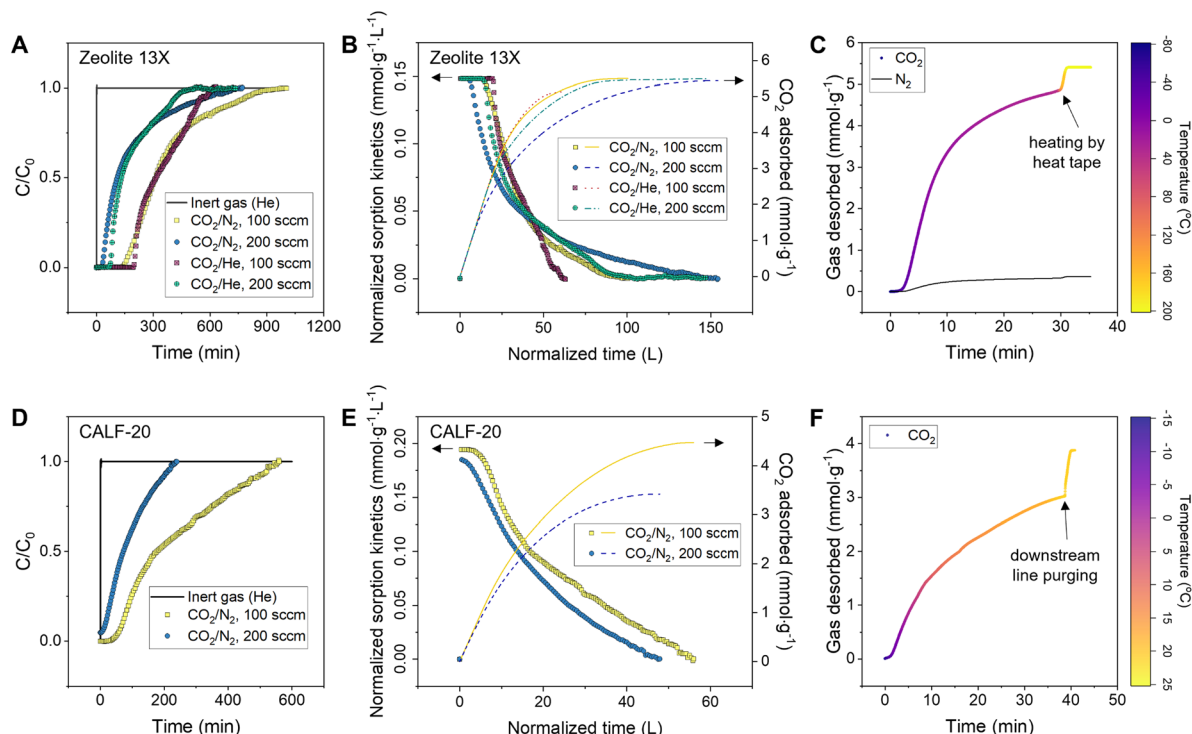 A
Zeolite 13X
C/C0
1.0
0.5
0.0
Inert gas (He)
CO2/N2, 100 sccm
CO2/N2, 200 sccm
CO2/He, 100 sccm
CO2/He, 200 sccm
0 300 600 900 1200
Time (min)
B
Zeolite 13X
Normalized sorption kinetics (mmol·g-1·L-1)
0.15
0.10
0.05
0.00
CO2/N2, 100 sccm
CO2/N2, 200 sccm
CO2/He, 100 sccm
CO2/He, 200 sccm
6
5
4
3
2
1
0
CO2 adsorbed (mmol·g-1)
0 50 100 150
Normalized time (L)
C
CO2
N2
Gas desorbed (mmol·g-1)
6
5
4
3
2
1
0
heating by
heat tape
0 10 20 30
Time (min)
-80
-40
0
40
80
120
160
200
Temperature (oC)
D
CALF-20
C/C0
1.0
0.5
0.0
Inert gas (He)
CO2/N2, 100 sccm
CO2/N2, 200 sccm
0 200 400 600
Time (min)
E
CALF-20
Normalized sorption kinetics (mmol·g-1·L-1)
0.20
0.15
0.10
0.05
0.00
CO2/N2, 100 sccm
CO2/N2, 200 sccm
5
4
3
2
1
0
CO2 adsorbed (mmol·g-1)
0 20 40 60
Normalized time (L)
F
CO2
Gas desorbed (mmol·g-1)
4
3
2
1
0
downstream
line purging
0 10 20 30 40
Time (min)
-15
-10
-5
0
5
10
15
20
25
Temperature (oC)